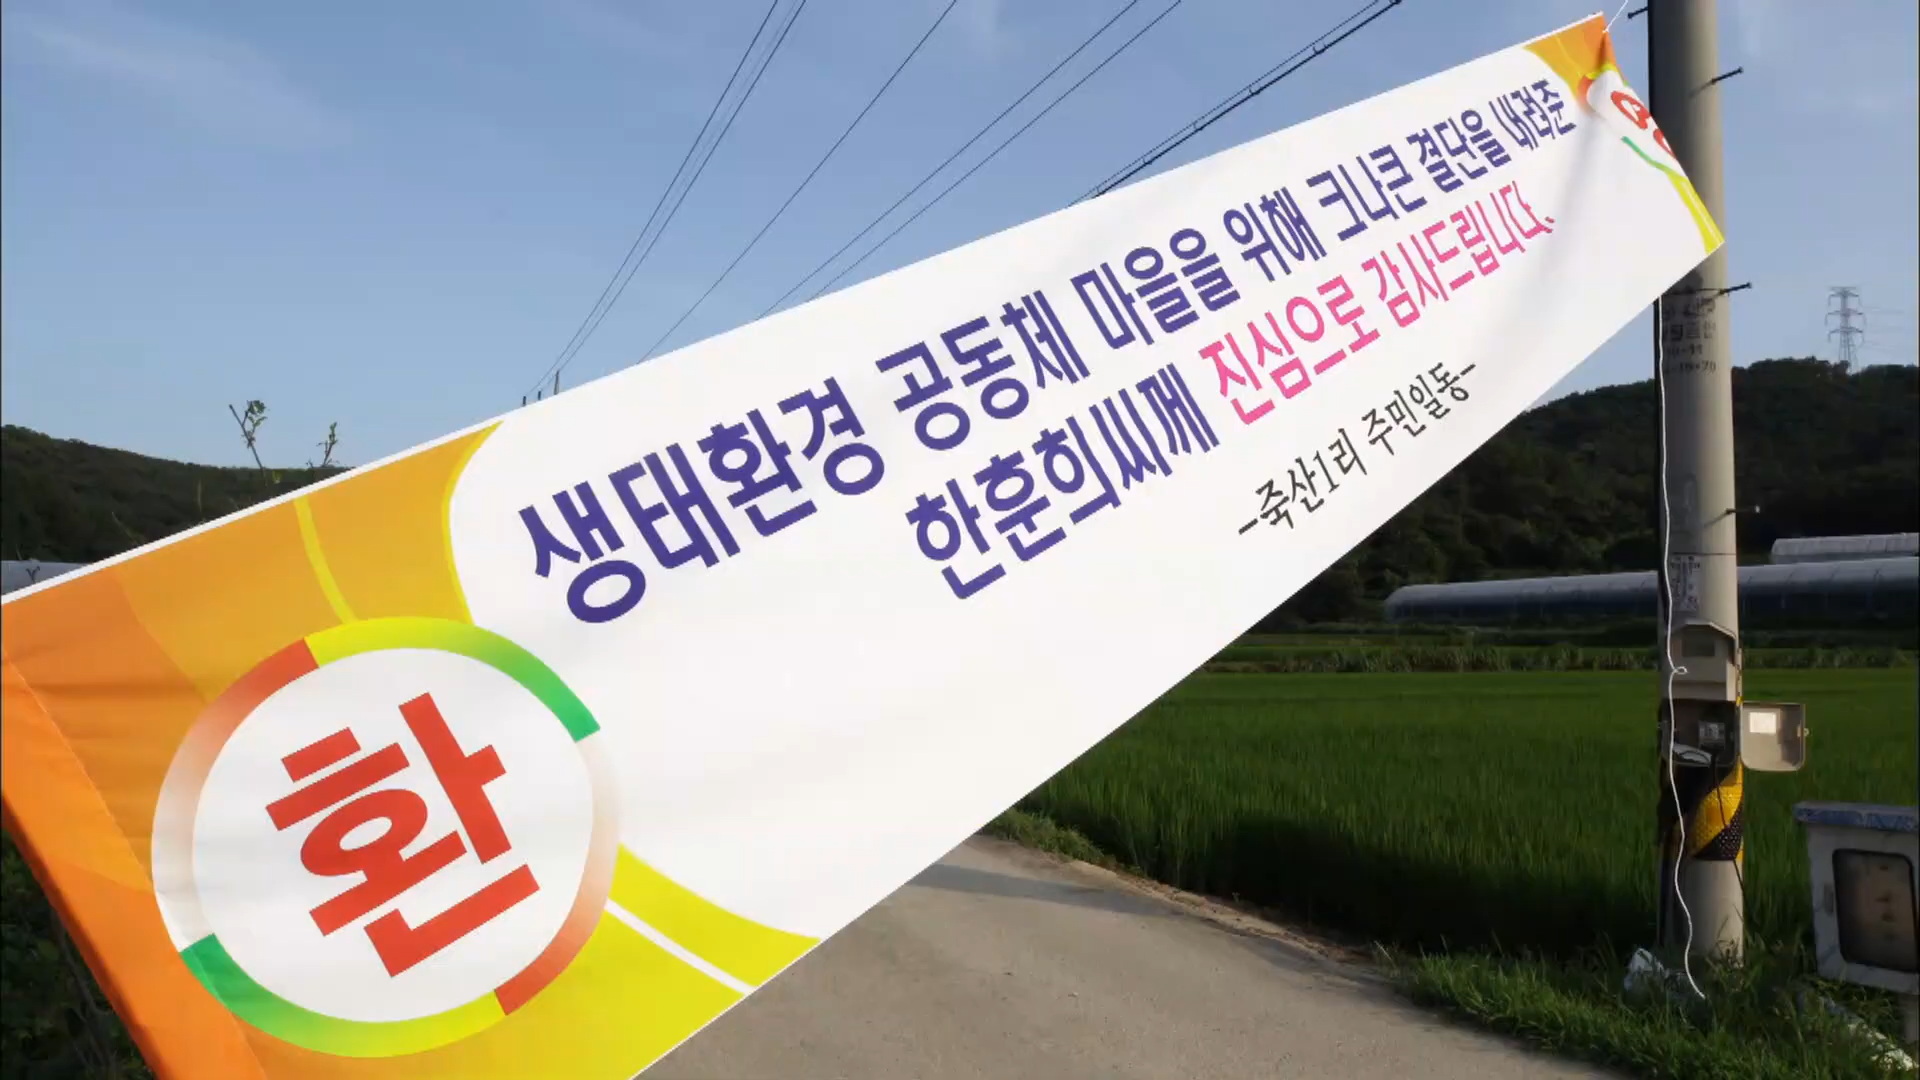 생태환경 공동체 마을을 위해 크나큰 결단을 내려준
한훈희씨께 진심으로 감사드립니다.
-죽산1리 주민일동-
환